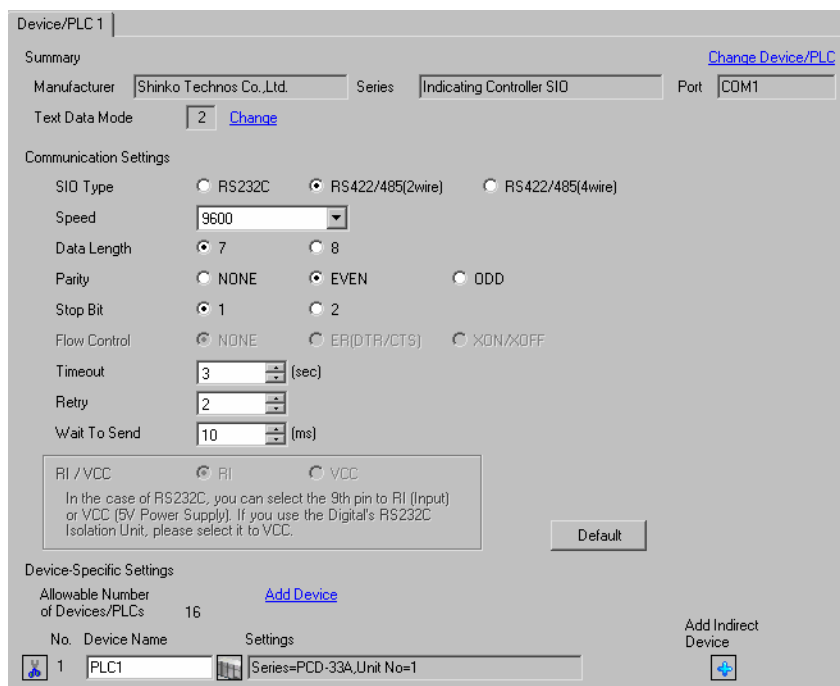 Device/PLC 1
Summary Change Device/PLC
Manufacturer Shinko Technos Co.,Ltd. Series Indicating Controller SIO Port COM1
Text Data Mode 2 Change
Communication Settings
SIO Type RS232C RS422/485(2wire) RS422/485(4wire)
Speed 9600
Data Length 7 8
Parity NONE EVEN ODD
Stop Bit 1 2
Flow Control NONE ER(DTR/CTS) XON/XOFF
Timeout 3 (sec)
Retry 2
Wait To Send 10 (ms)
RI / VCC RI VCC
In the case of RS232C, you can select the 9th pin to RI (Input)
or VCC (5V Power Supply). If you use the Digital's RS232C
Isolation Unit, please select it to VCC.
Default
Device-Specific Settings
Allowable Number Add Device
of Devices/PLCs 16
Add Indirect
No. Device Name Settings Device
1 PLC1 Series=PCD-33A,Unit No=1